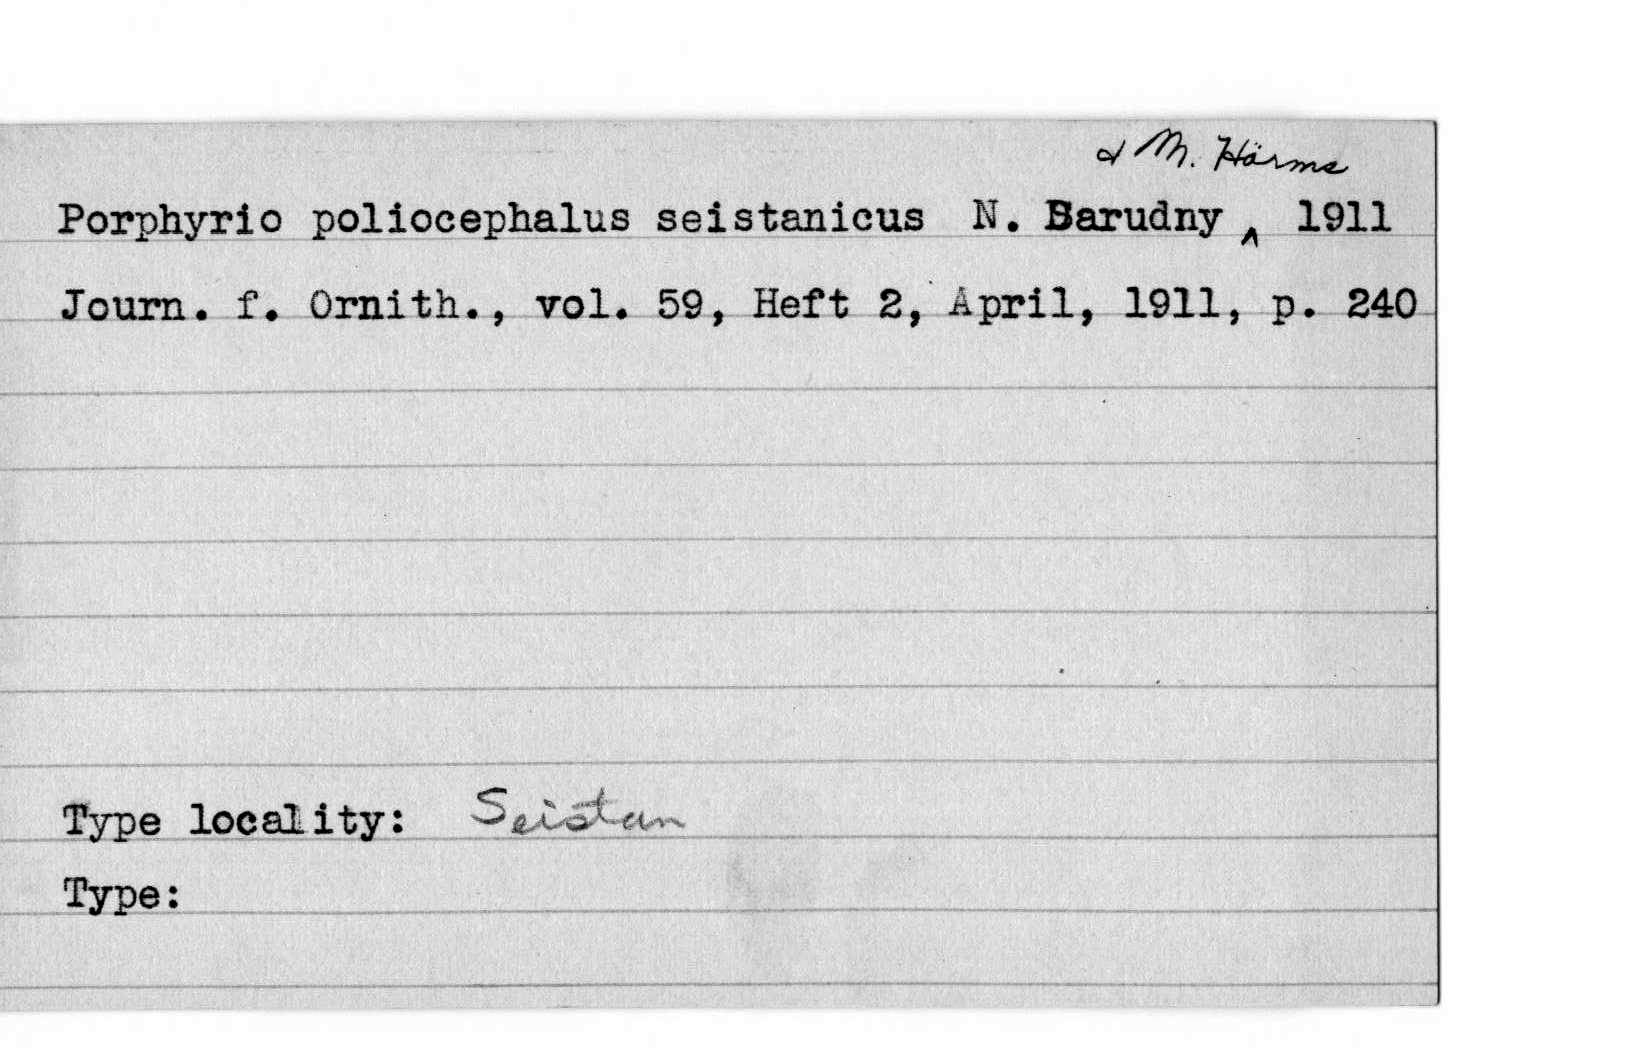 & M. Härms
Porphyrio poliocephalus seistanicus N. Sarudny ^ 1911
Journ. f. Ornith., vol. 59, Heft 2, April, 1911, p. 240
Type locality: Seistan
Type: